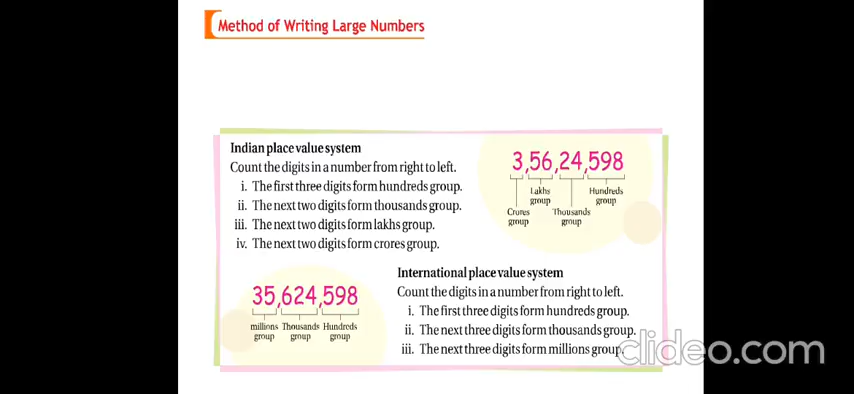 Method of Writing Large Numbers
Indian place value system
Count the digits in a number from right to left.
i. The first three digits form hundreds group.
ii. The next two digits form thousands group.
iii. The next two digits form lakhs group.
iv. The next two digits form crores group.
3,56,24,598
Lakhs group
Hundreds group
Crores group
Thousands group
35,624,598
millions group
Thousands group
Hundreds group
International place value system
Count the digits in a number from right to left.
i. The first three digits form hundreds group.
ii. The next three digits form thousands group.
iii. The next three digits form millions group.
clideo.com